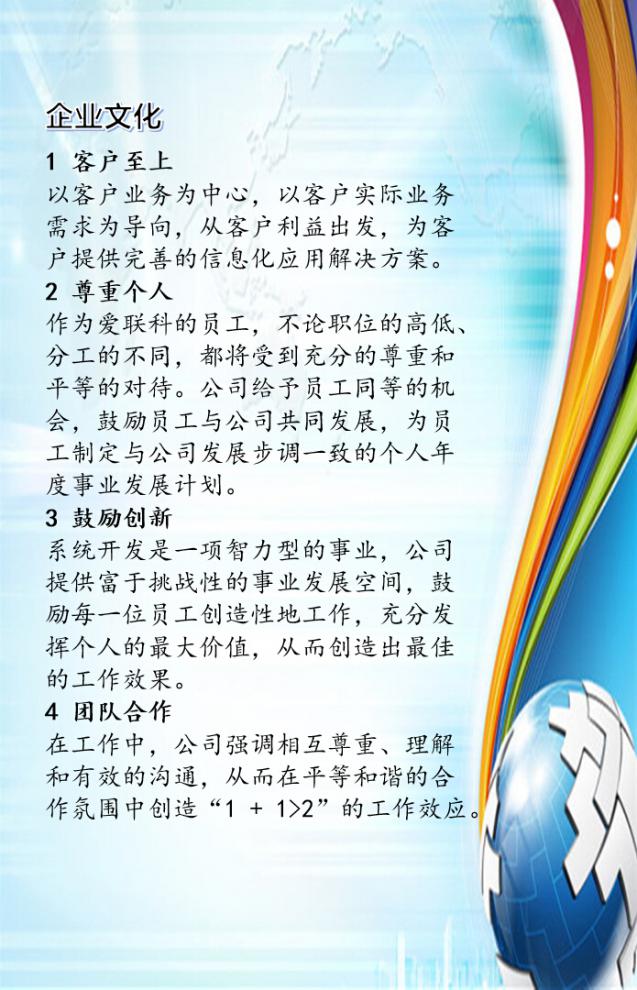 企业文化
1 客户至上
以客户业务为中心，以客户实际业务
需求为导向，从客户利益出发，为客
户提供完善的信息化应用解决方案。
2 尊重个人
作为爱联科的员工，不论职位的高低、
分工的不同，都将受到充分的尊重和
平等的对待。公司给予员工同等的机
会，鼓励员工与公司共同发展，为员
工制定与公司发展步调一致的个人年
度事业发展计划。
3 鼓励创新
系统开发是一项智力型的事业，公司
提供富于挑战性的事业发展空间，鼓
励每一位员工创造性地工作，充分发
挥个人的最大价值，从而创造出最佳
的工作效果。
4 团队合作
在工作中，公司强调相互尊重、理解
和有效的沟通，从而在平等和谐的合
作氛围中创造“1 + 1>2”的工作效应。